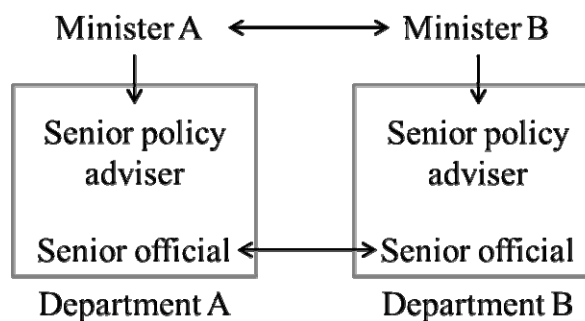 Minister A Minister B
Senior policy Senior policy
adviser adviser
Senior official Senior official
Department A Department B